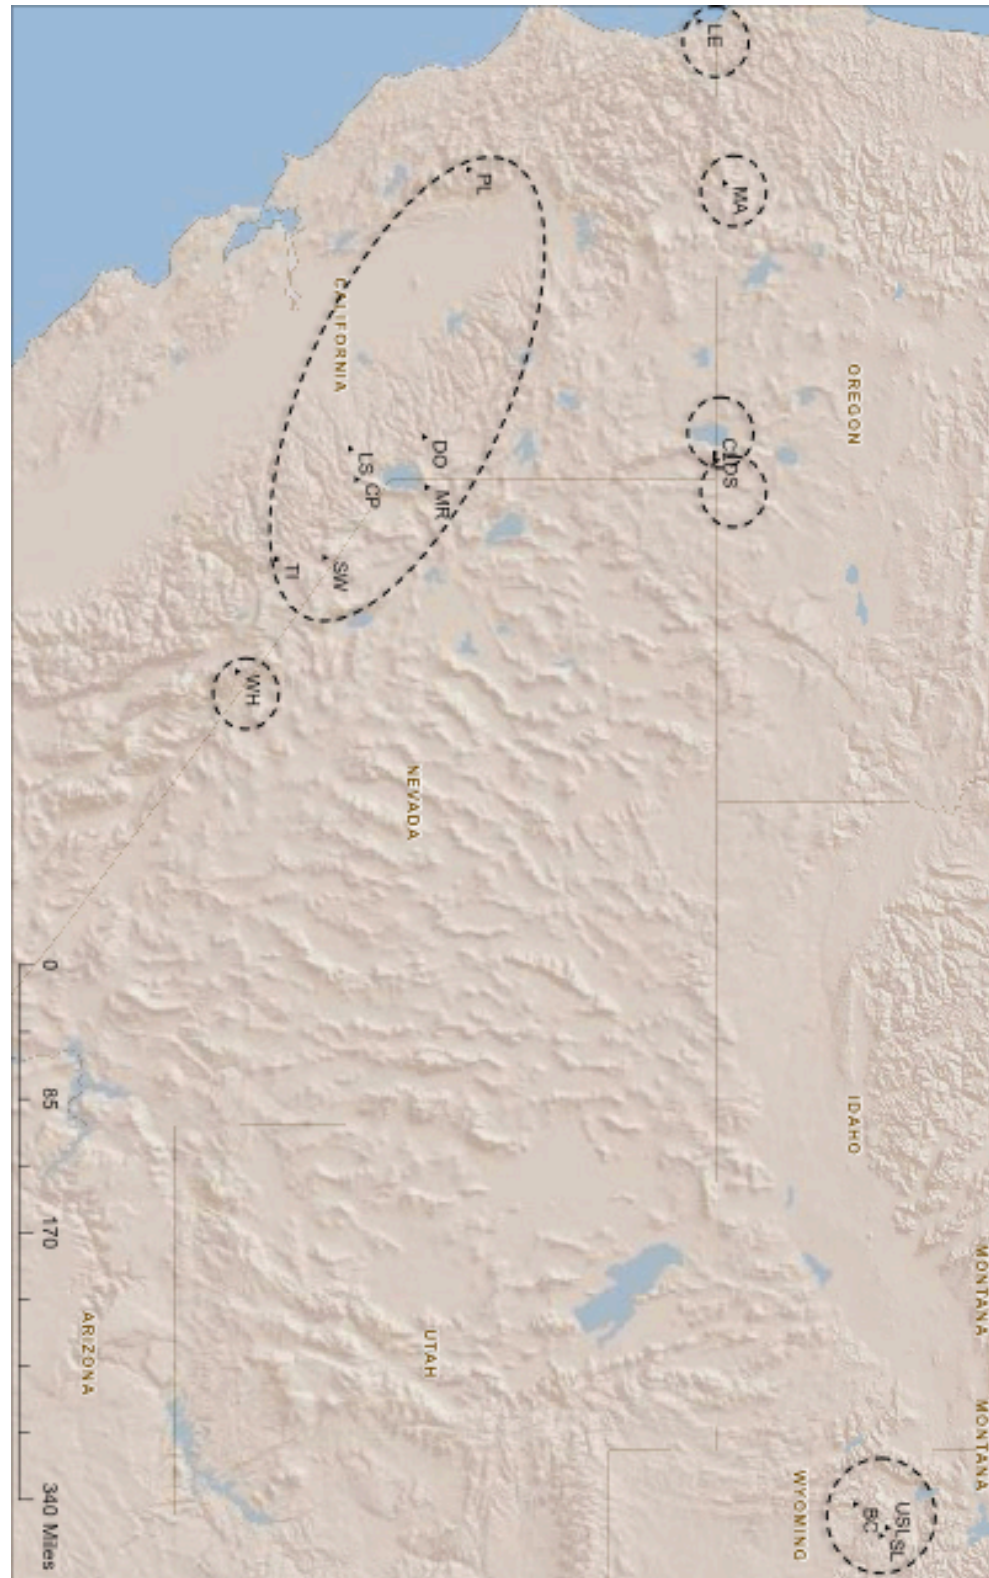 LE
MA
PL
CALIFORNIA
OREGON
DS
DO
LS
CP
MR
TI
SW
WH
NEVADA
0
85
170
340 Miles
IDAHO
MONTANA
MONTANA
UTAH
ARIZONA
WYOMING
USL
SL
BC